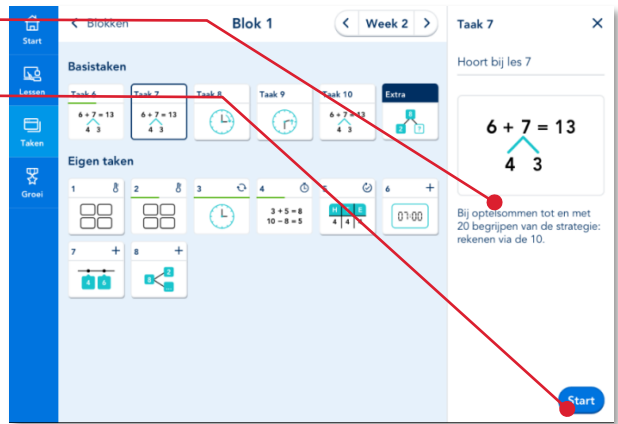 Start
Lessen
Taken
Groei
Blokken
Blok 1
Week 2
Basistaken
Taak 6
6 + 7 = 13
4 3
Taak 7
6 + 7 = 13
4 3
Taak 8
Taak 9
Taak 10
6 + 7 = 13
4 3
Extra
8
2 ?
Eigen taken
1
2
3
4
3 + 5 = 8
10 – 8 = 5
5
H E
4 4
6 +
07:00
7 +
4 6
8 +
8 2
...
Taak 7
Hoort bij les 7
6 + 7 = 13
4 3
Bij optelsommen tot en met
20 begrijpen van de strategie:
rekenen via de 10.
Start